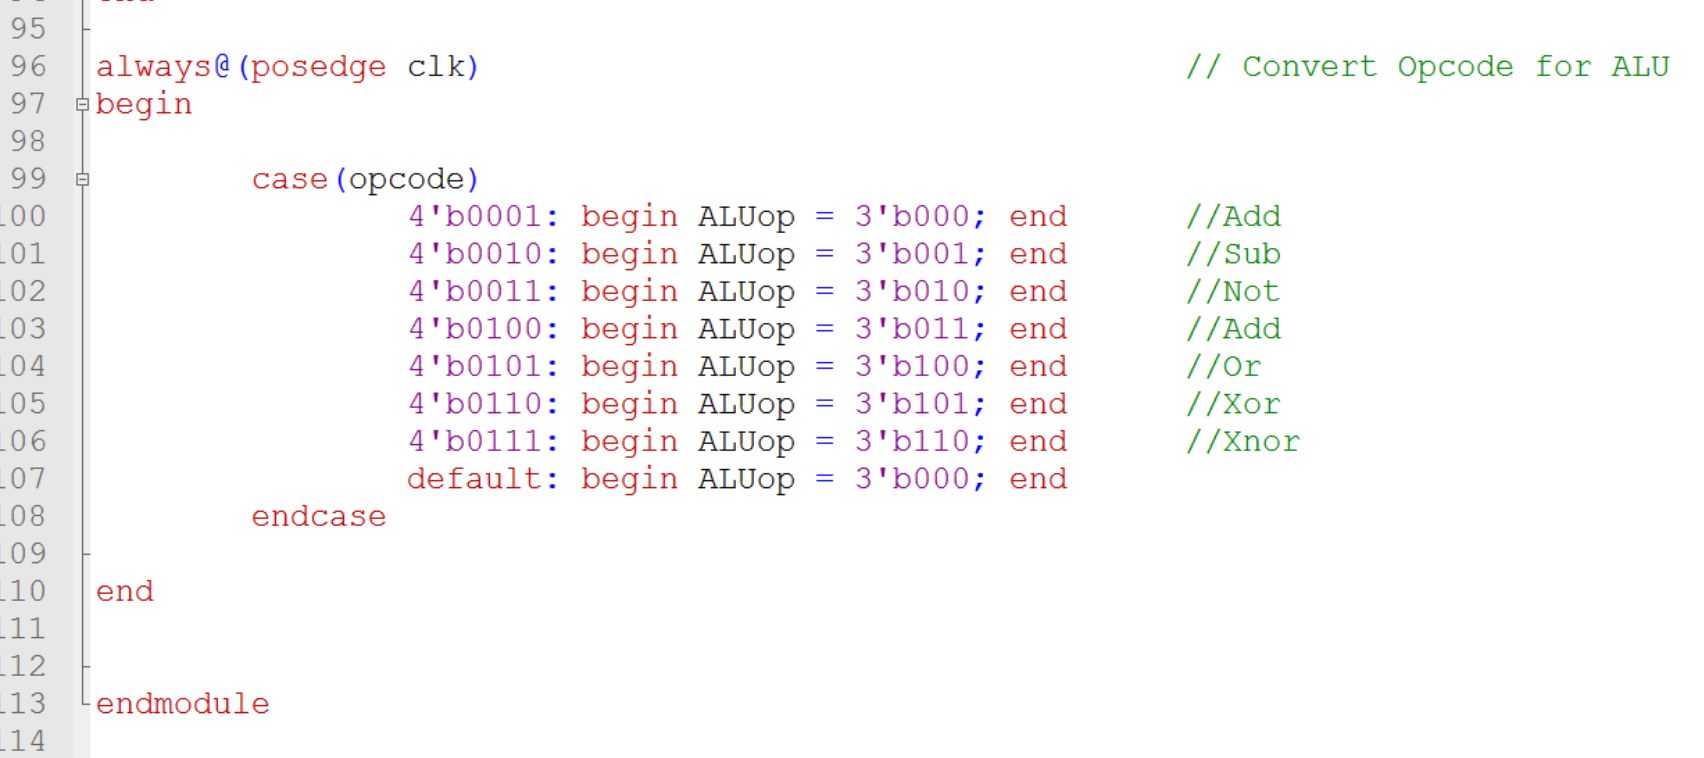 95
96 always@(posedge clk) // Convert Opcode for ALU
97 begin
98
99 case(opcode)
100 4'b0001: begin ALUop = 3'b000; end //Add
101 4'b0010: begin ALUop = 3'b001; end //Sub
102 4'b0011: begin ALUop = 3'b010; end //Not
103 4'b0100: begin ALUop = 3'b011; end //Add
104 4'b0101: begin ALUop = 3'b100; end //Or
105 4'b0110: begin ALUop = 3'b101; end //Xor
106 4'b0111: begin ALUop = 3'b110; end //Xnor
107 default: begin ALUop = 3'b000; end
108 endcase
109
110 end
111
112
113 endmodule
114